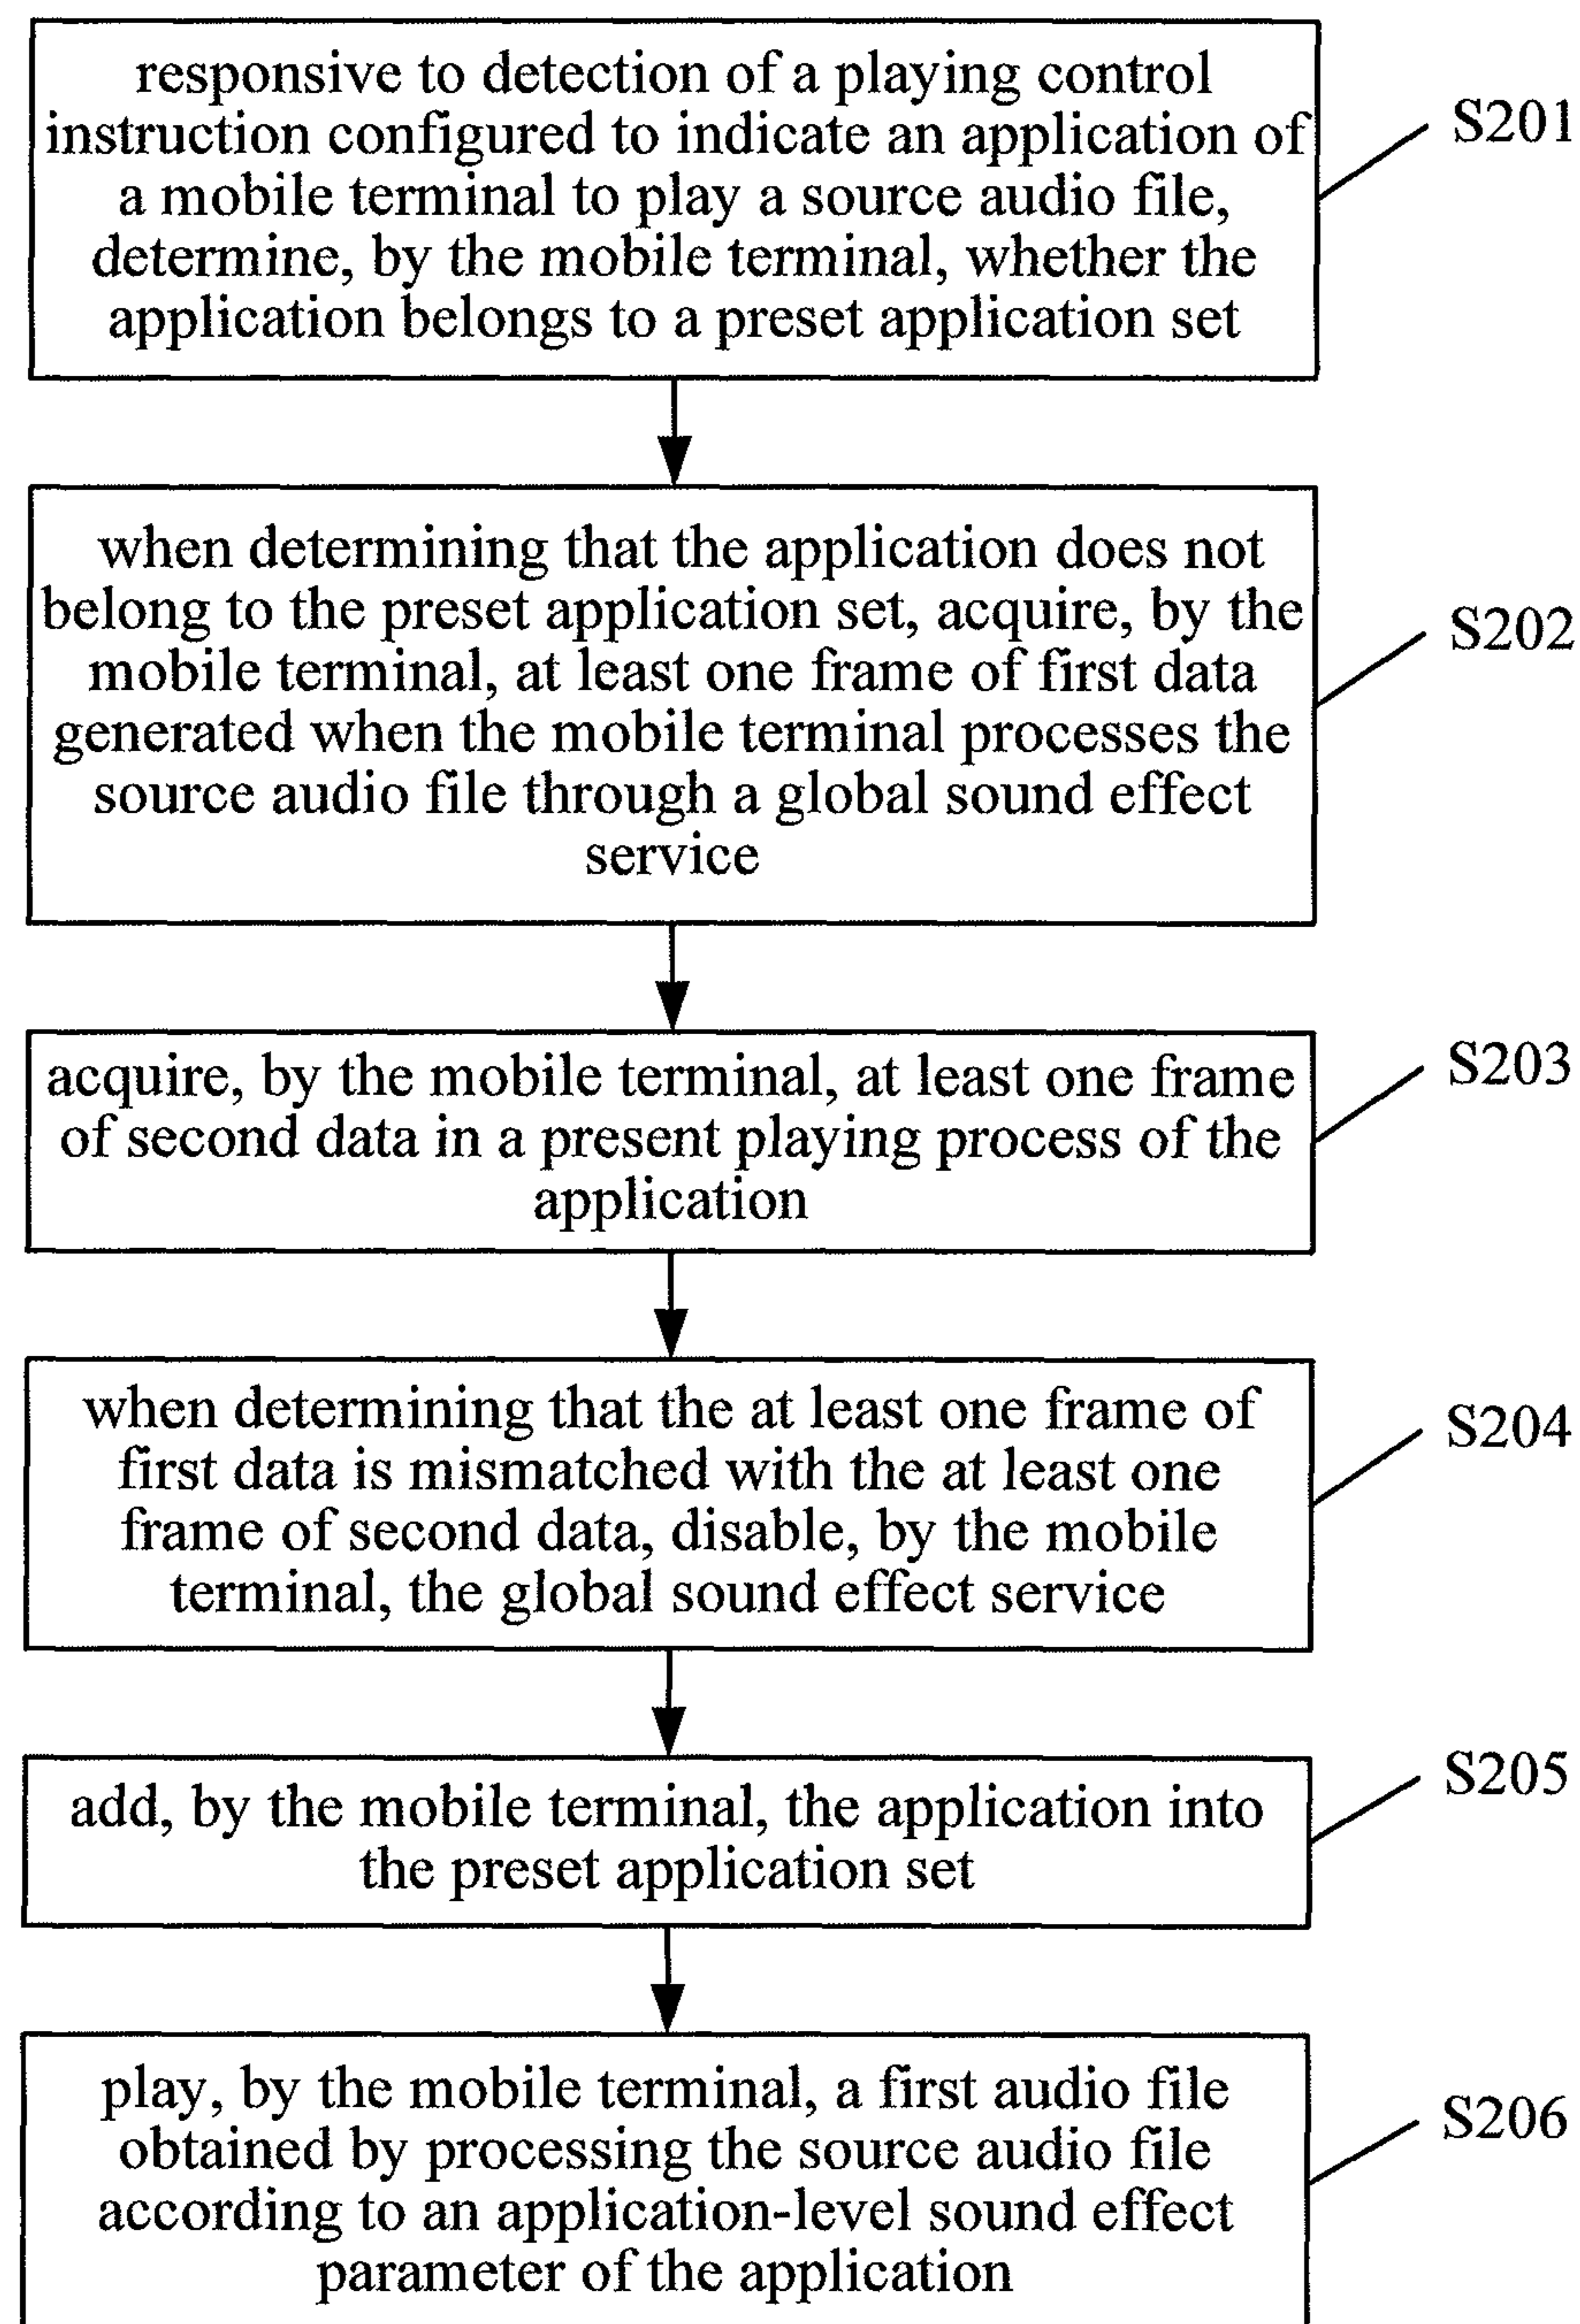 responsive to detection of a playing control
instruction configured to indicate an application of
a mobile terminal to play a source audio file,
determine, by the mobile terminal, whether the
application belongs to a preset application set
S201
when determining that the application does not
belong to the preset application set, acquire, by the
mobile terminal, at least one frame of first data
generated when the mobile terminal processes the
source audio file through a global sound effect
service
S202
acquire, by the mobile terminal, at least one frame
of second data in a present playing process of the
application
S203
when determining that the at least one frame of
first data is mismatched with the at least one
frame of second data, disable, by the mobile
terminal, the global sound effect service
S204
add, by the mobile terminal, the application into
the preset application set
S205
play, by the mobile terminal, a first audio file
obtained by processing the source audio file
according to an application-level sound effect
parameter of the application
S206